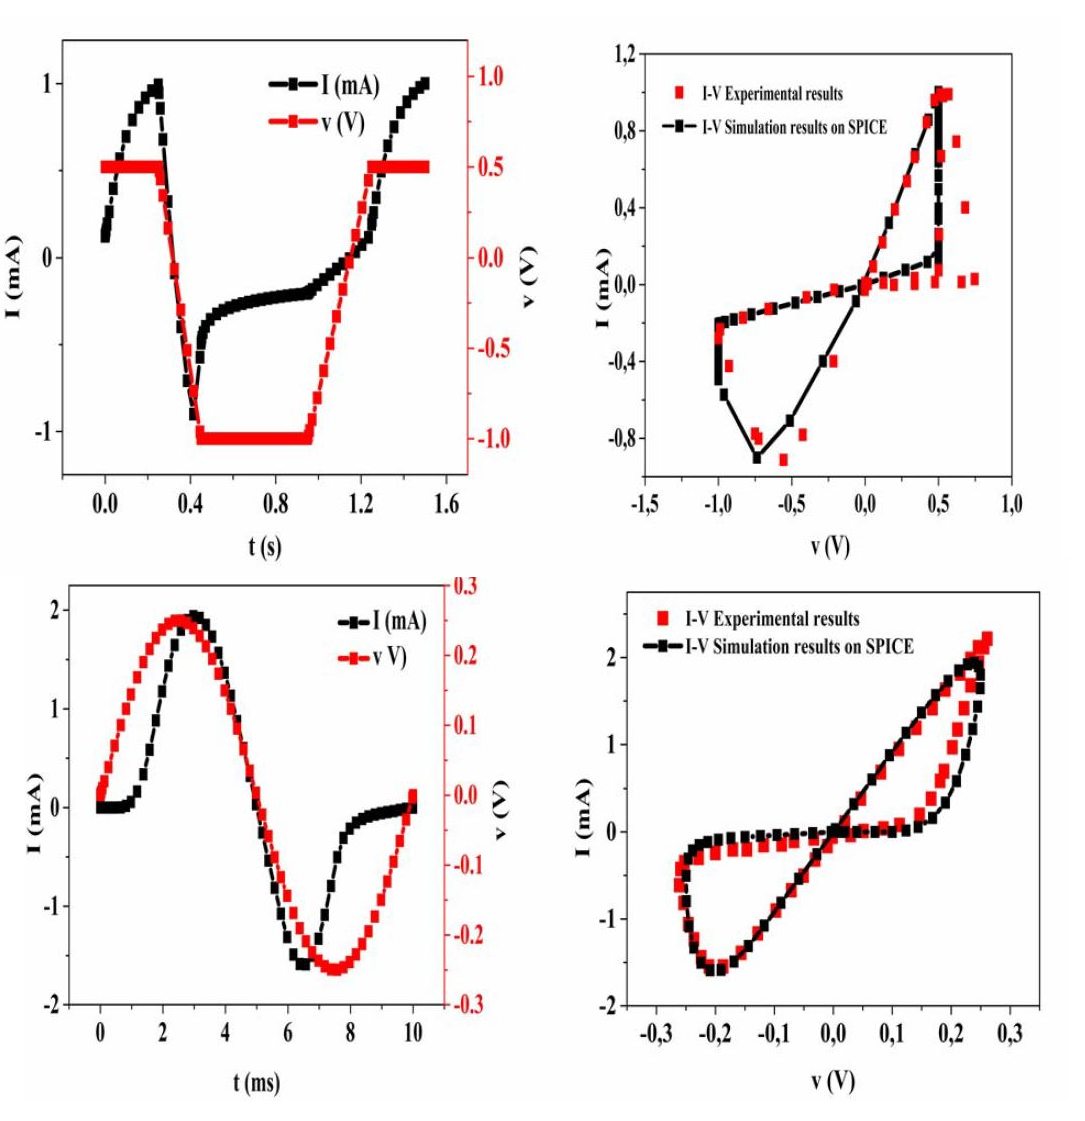 I (mA)
v (V)
1
0
-1
I (mA)
1.0
0.5
0.0
-0.5
-1.0
v (V)
0.0 0.4 0.8 1.2 1.6
t (s)
I-V Experimental results
I-V Simulation results on SPICE
1,2
0,8
0,4
0,0
-0,4
-0,8
I (mA)
-1,5 -1,0 -0,5 0,0 0,5 1,0
v (V)
I (mA)
v V)
2
1
0
-1
-2
I (mA)
0.3
0.2
0.1
0.0
-0.1
-0.2
-0.3
v (V)
0 2 4 6 8 10
t (ms)
I-V Experimental results
I-V Simulation results on SPICE
2
1
0
-1
-2
I (mA)
-0,3 -0,2 -0,1 0,0 0,1 0,2 0,3
v (V)